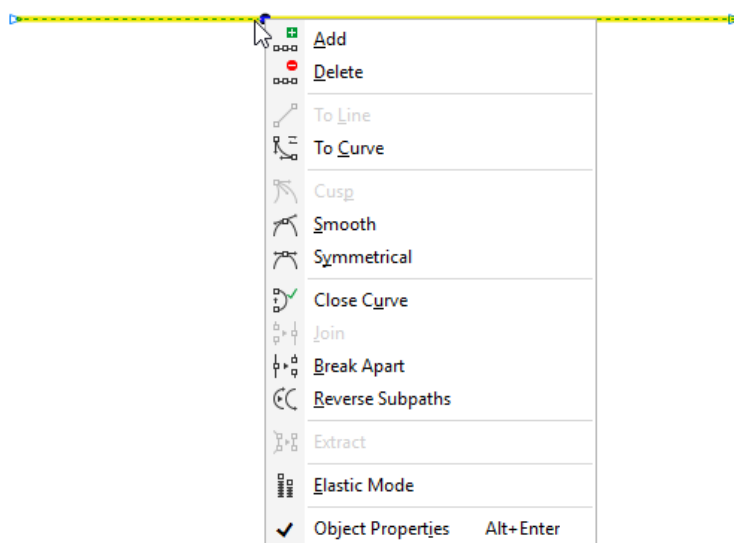 Add
Delete
To Line
To Curve
Cusp
Smooth
Symmetrical
Close Curve
Join
Break Apart
Reverse Subpaths
Extract
Elastic Mode
Object Properties Alt+Enter